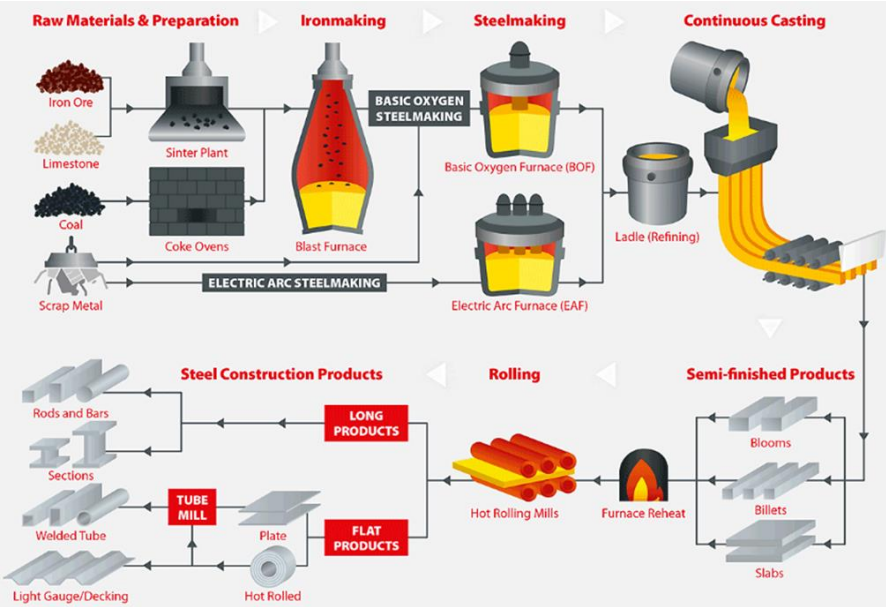 Raw Materials & Preparation
Ironmaking
Steelmaking
Continuous Casting
Iron Ore
Limestone
Sinter Plant
Coal
Coke Ovens
Scrap Metal
Blast Furnace
BASIC OXYGEN
STEELMAKING
ELECTRIC ARC STEELMAKING
Basic Oxygen Furnace (BOF)
Electric Arc Furnace (EAF)
Ladle (Refining)
Steel Construction Products
Rolling
Semi-finished Products
Rods and Bars
Sections
Welded Tube
Light Gauge/Decking
TUBE
MILL
Plate
Hot Rolled
LONG
PRODUCTS
FLAT
PRODUCTS
Hot Rolling Mills
Furnace Reheat
Blooms
Billets
Slabs